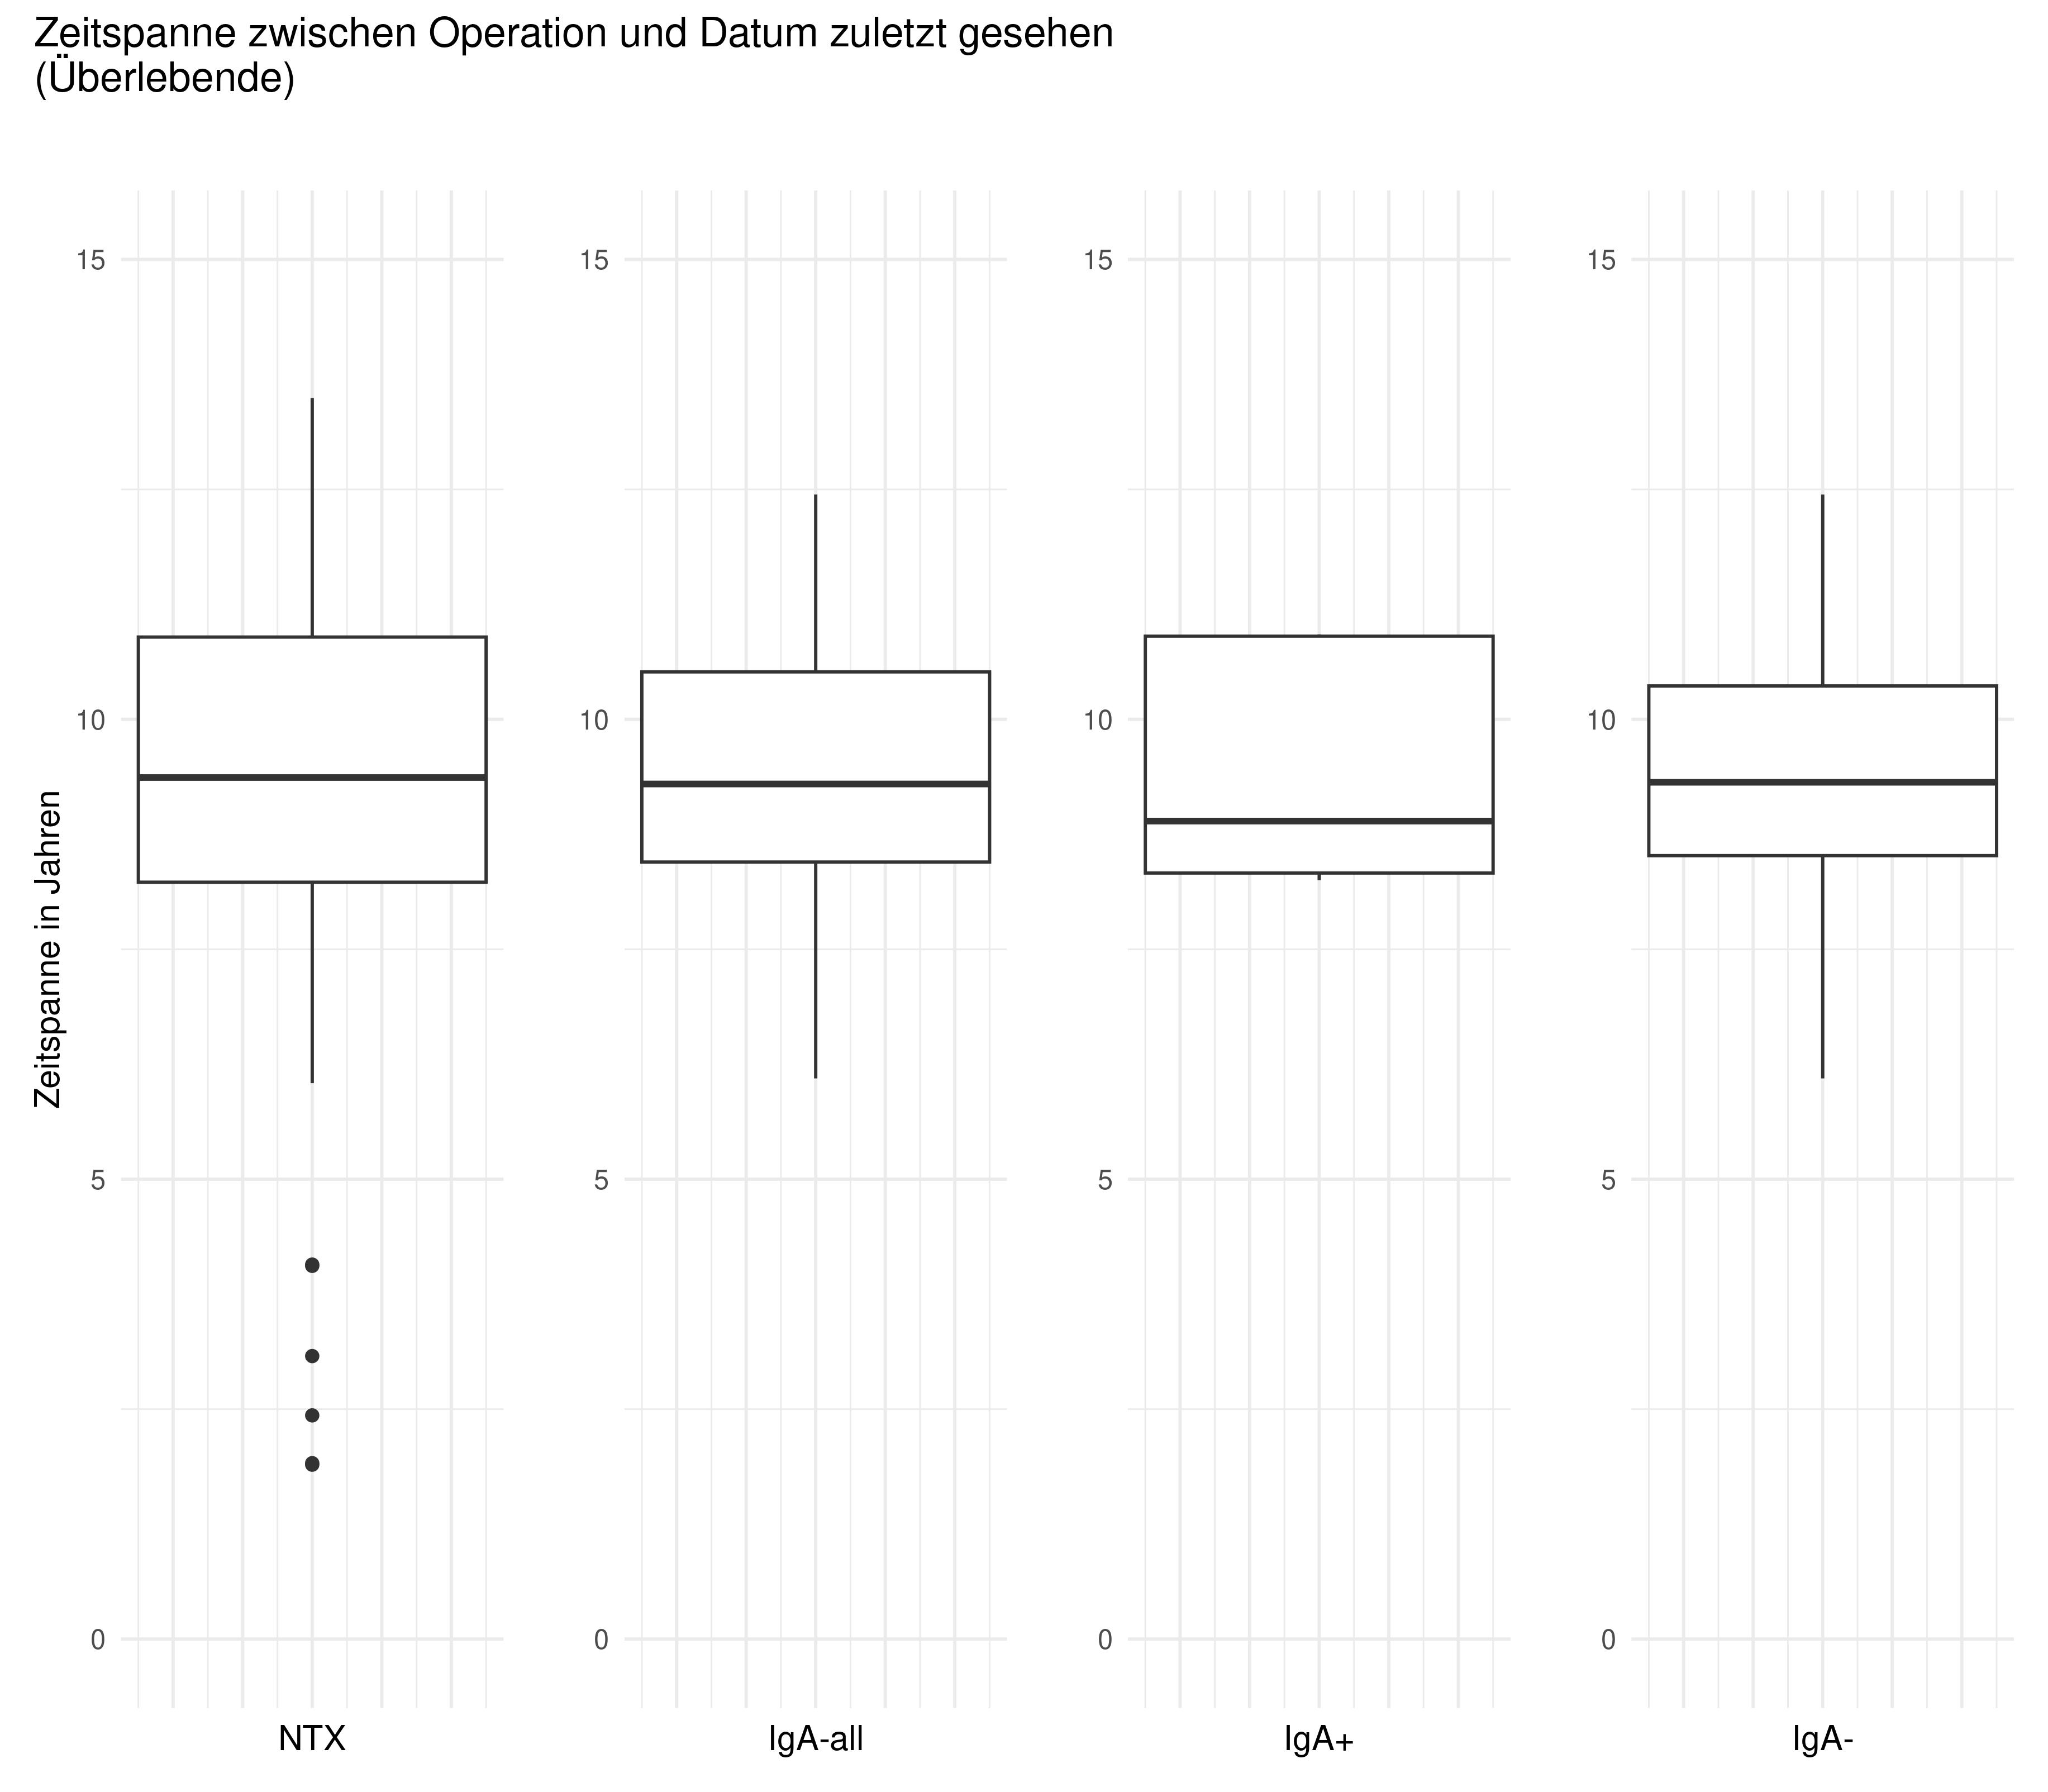 Zeitspanne zwischen Operation und Datum zuletzt gesehen
(Überlebende)
Zeitspanne in Jahren
15
10
5
0
NTX
15
10
5
0
IgA-all
15
10
5
0
IgA+
15
10
5
0
IgA-